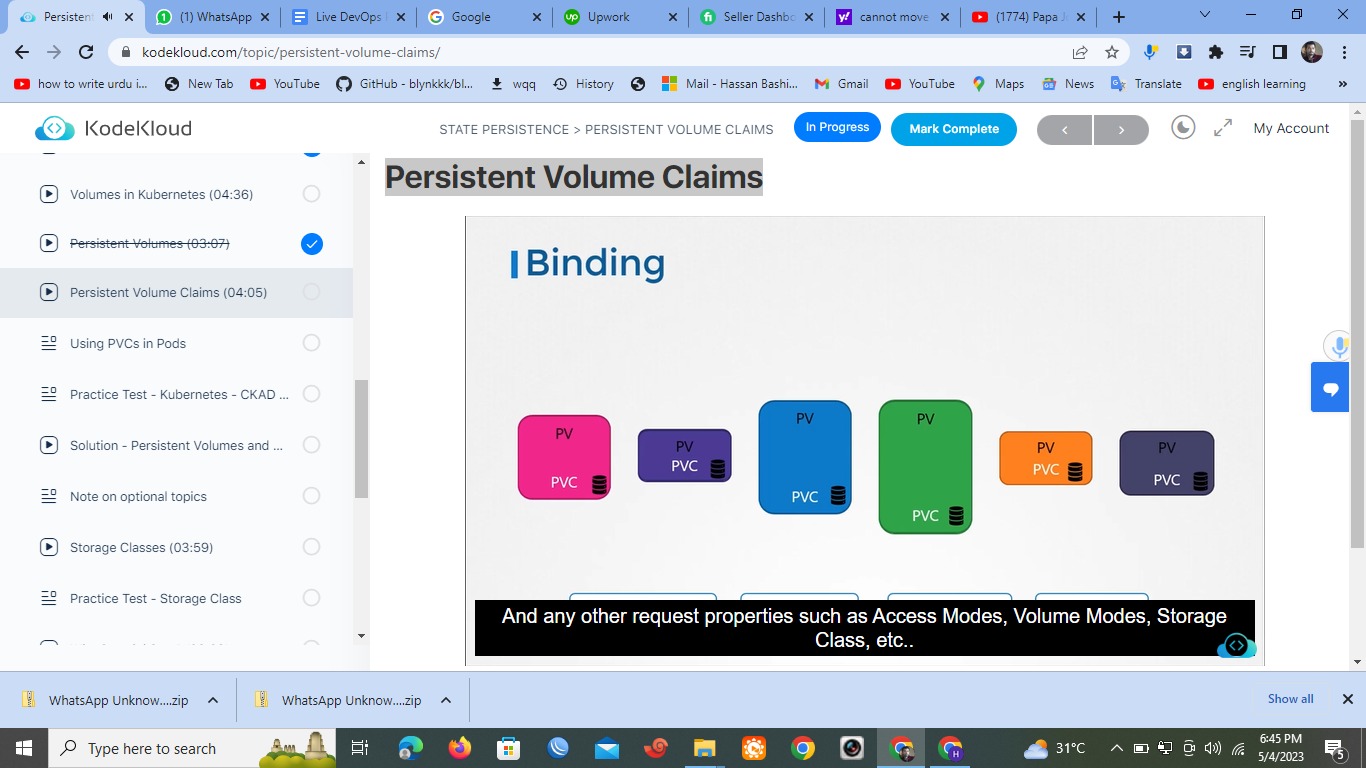 Persistent
(1) WhatsApp
Live DevOps
Google
Upwork
Seller Dashbo
cannot move
(1774) Papa J
kodekloud.com/topic/persistent-volume-claims/
how to write urdu i...
New Tab
YouTube
GitHub - blynkkk/bl...
wqq
History
Mail - Hassan Bashi...
Gmail
YouTube
Maps
News
Translate
english learning
»
KodeKloud
STATE PERSISTENCE > PERSISTENT VOLUME CLAIMS
In Progress
Mark Complete
My Account
Volumes in Kubernetes (04:36)
Persistent Volumes (03:07)
Persistent Volume Claims (04:05)
Using PVCs in Pods
Practice Test - Kubernetes - CKAD ...
Solution - Persistent Volumes and ...
Note on optional topics
Storage Classes (03:59)
Practice Test - Storage Class
Persistent Volume Claims
Binding
PV
PVC
PV
PVC
PV
PVC
PV
PVC
PV
PVC
PV
PVC
And any other request properties such as Access Modes, Volume Modes, Storage
Class, etc..
WhatsApp Unknow....zip
WhatsApp Unknow....zip
Show all
Type here to search
H
31°C
6:45 PM
5/4/2023
5